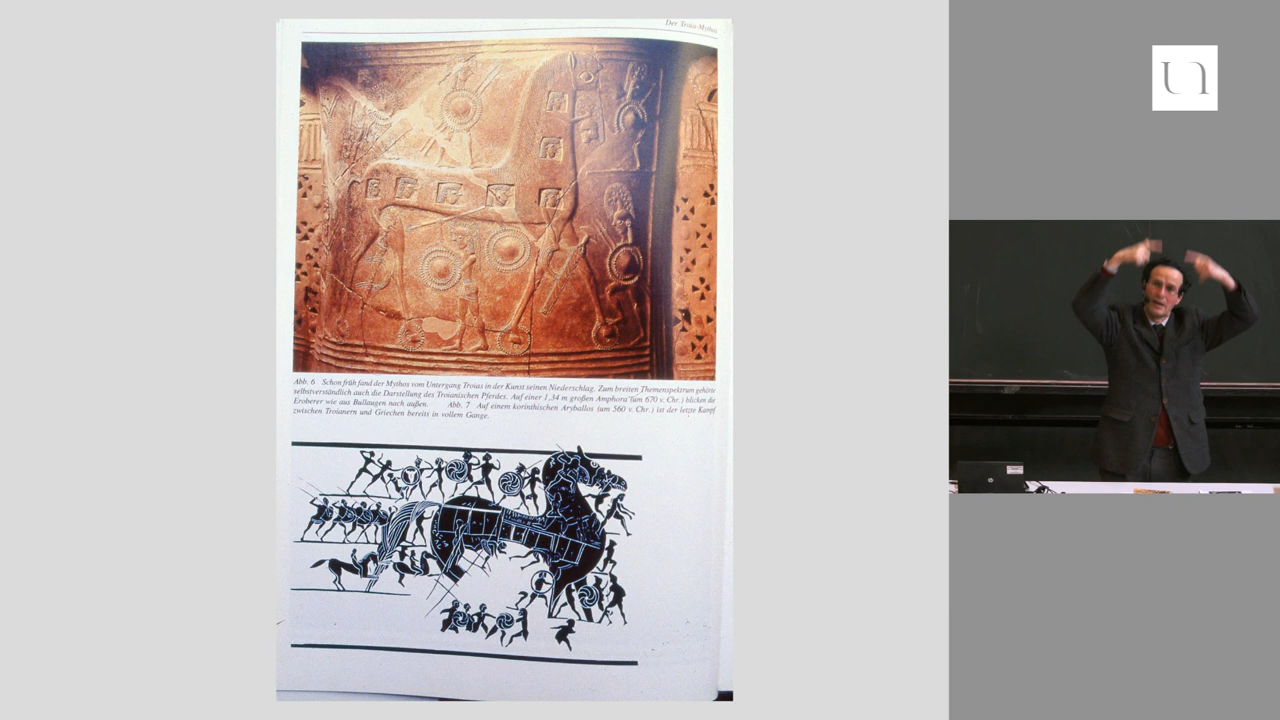 Der Troia-Mythos
Abb. 6 Schon früh fand der Mythos vom Untergang Troias in der Kunst seinen Niederschlag. Zum breiten Themenspektrum gehörte
selbstverständlich auch die Darstellung des Troianischen Pferdes. Auf einer 1,34 m großen Amphora (um 670 v. Chr.) blicken die
Eroberer wie aus Bullaugen nach außen. Abb. 7 Auf einem korinthischen Aryballos (um 560 v. Chr.) ist der letzte Kampf
zwischen Troianern und Griechen bereits in vollem Gange.